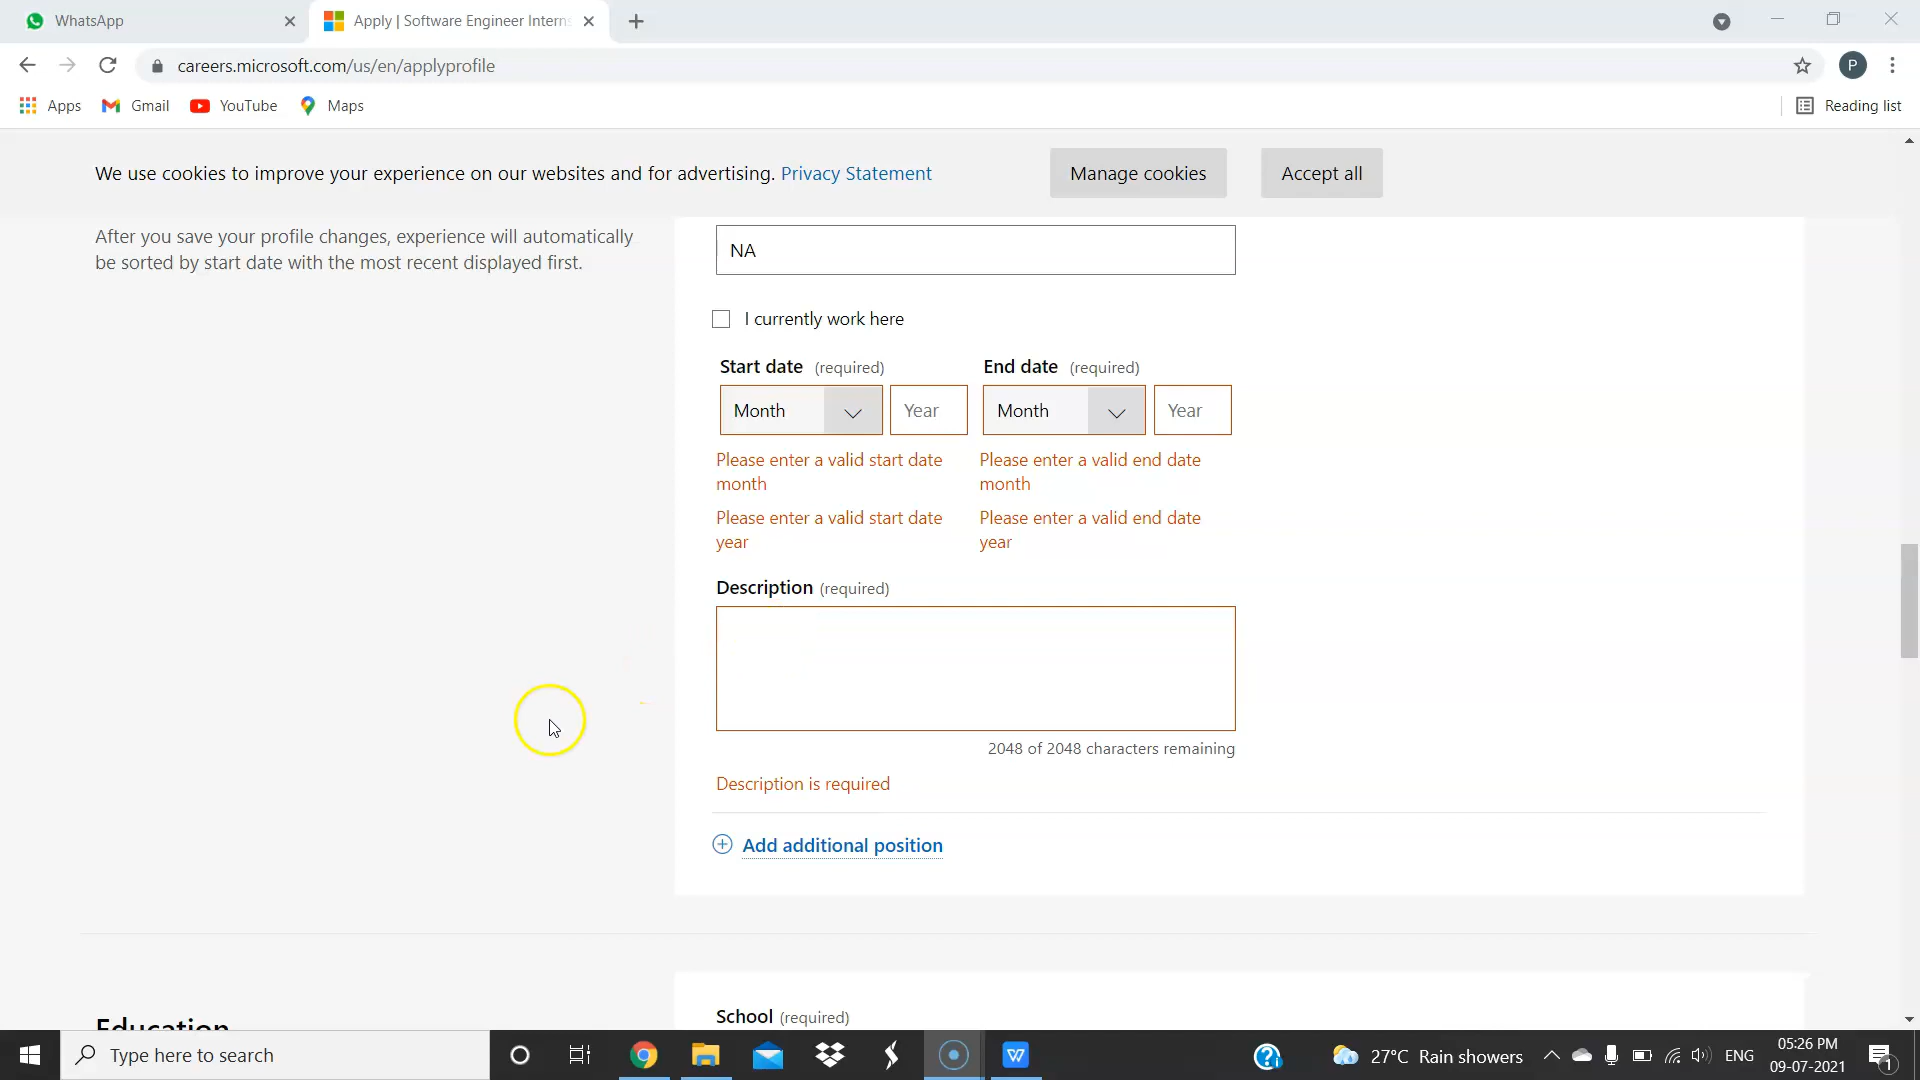 WhatsApp
Apply | Software Engineer Interns
careers.microsoft.com/us/en/applyprofile
P
Apps
Gmail
YouTube
Maps
Reading list
We use cookies to improve your experience on our websites and for advertising. Privacy Statement
Manage cookies
Accept all
After you save your profile changes, experience will automatically
be sorted by start date with the most recent displayed first.
NA
I currently work here
Start date (required)
End date (required)
Month
Year
Month
Year
Please enter a valid start date
month
Please enter a valid end date
month
Please enter a valid start date
year
Please enter a valid end date
year
Description (required)
2048 of 2048 characters remaining
Description is required
Add additional position
Education
School (required)
Type here to search
27°C Rain showers
ENG
05:26 PM
09-07-2021
1